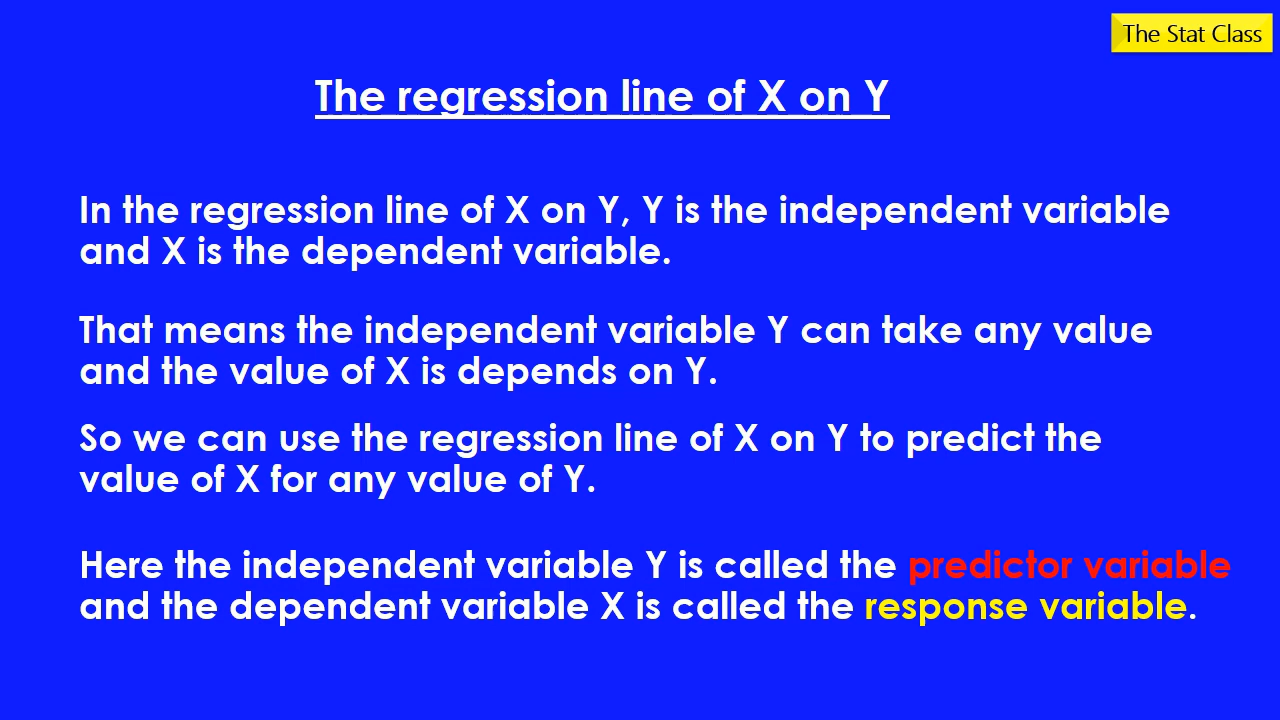 The Stat Class
The regression line of X on Y
In the regression line of X on Y, Y is the independent variable
and X is the dependent variable.
That means the independent variable Y can take any value
and the value of X is depends on Y.
So we can use the regression line of X on Y to predict the
value of X for any value of Y.
Here the independent variable Y is called the predictor variable
and the dependent variable X is called the response variable.